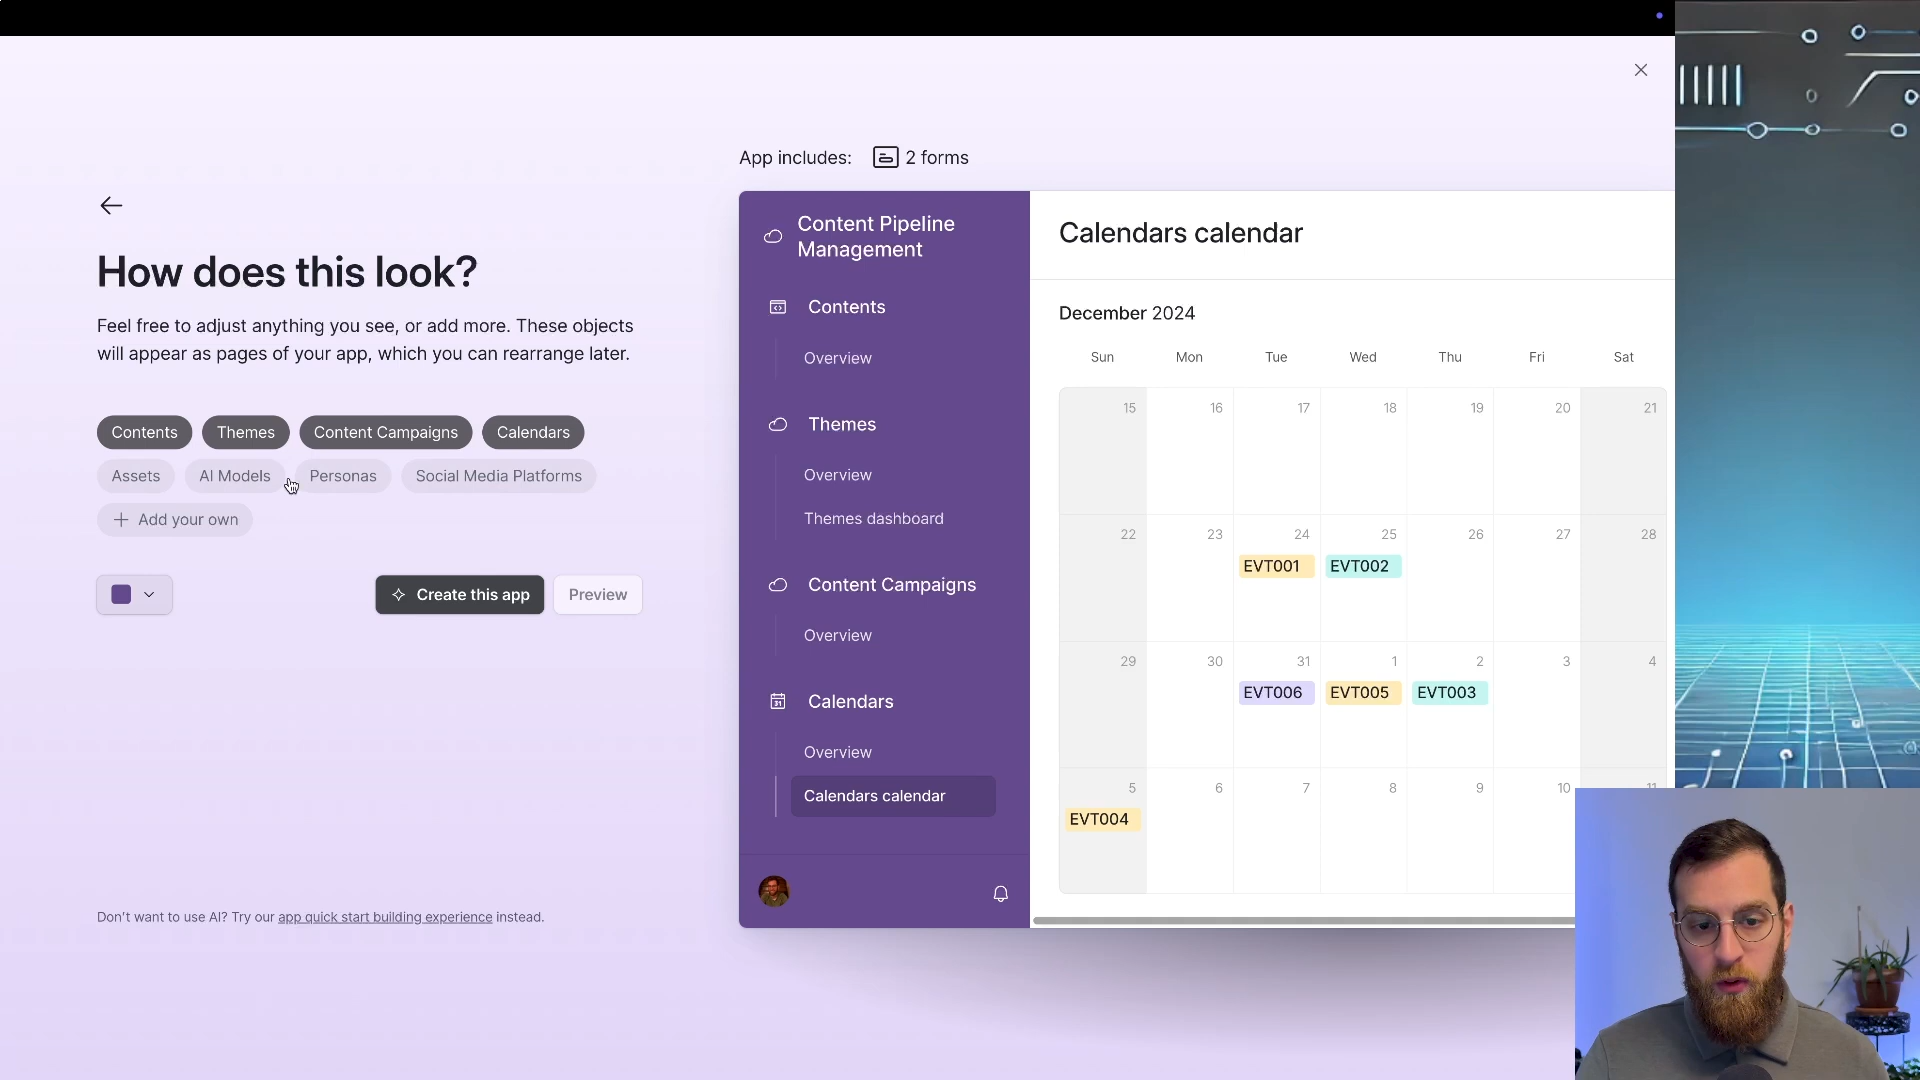 App includes: 2 forms
How does this look?
Feel free to adjust anything you see, or add more. These objects
will appear as pages of your app, which you can rearrange later.
Contents Themes Content Campaigns Calendars
Assets AI Models Personas Social Media Platforms
Add your own
Create this app Preview
Don't want to use AI? Try our app quick start building experience instead.
Content Pipeline
Management
Contents
Overview
Themes
Overview
Themes dashboard
Content Campaigns
Overview
Calendars
Overview
Calendars calendar
Calendars calendar
December 2024
Sun Mon Tue Wed Thu Fri Sat
15 16 17 18 19 20 21
22 23 24 25 26 27 28
EVT001 EVT002
29 30 31 1 2 3 4
EVT006 EVT005 EVT003
5 6 7 8 9 10
EVT004